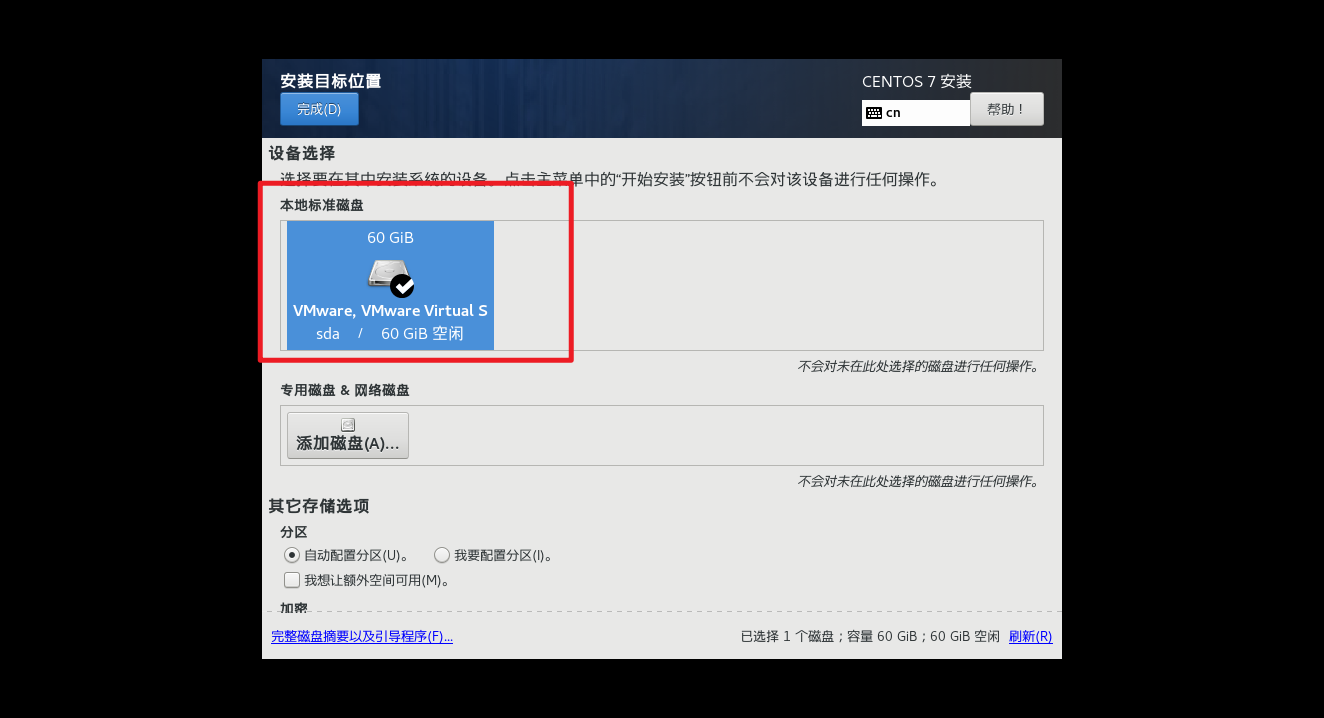 安装目标位置
CENTOS 7 安装
完成(D)
cn
帮助！
设备选择
选择要在其中安装系统的设备。点击主菜单中的“开始安装”按钮前不会对该设备进行任何操作。
本地标准磁盘
60 GiB
VMware, VMware Virtual S
sda / 60 GiB 空闲
不会对未在此处选择的磁盘进行任何操作。
专用磁盘 & 网络磁盘
添加磁盘(A)...
不会对未在此处选择的磁盘进行任何操作。
其它存储选项
分区
自动配置分区(U)。 我要配置分区(I)。
我想让额外空间可用(M)。
加密
完整磁盘摘要以及引导程序(F)... 已选择 1 个磁盘；容量 60 GiB；60 GiB 空闲 刷新(R)